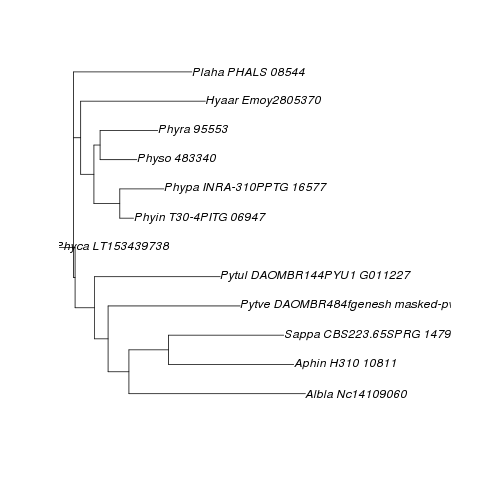 Plaha PHALS 08544
Hyaar Emoy2805370
Phyra 95553
Physo 483340
Phypa INRA-310PPTG 16577
Phyin T30-4PITG 06947
Phyca LT153439738
Pytul DAOMBR144PYU1 G011227
Pytve DAOMBR484fgenesh masked-
Sappa CBS223.65SPRG 1479
Aphin H310 10811
Albla Nc14109060